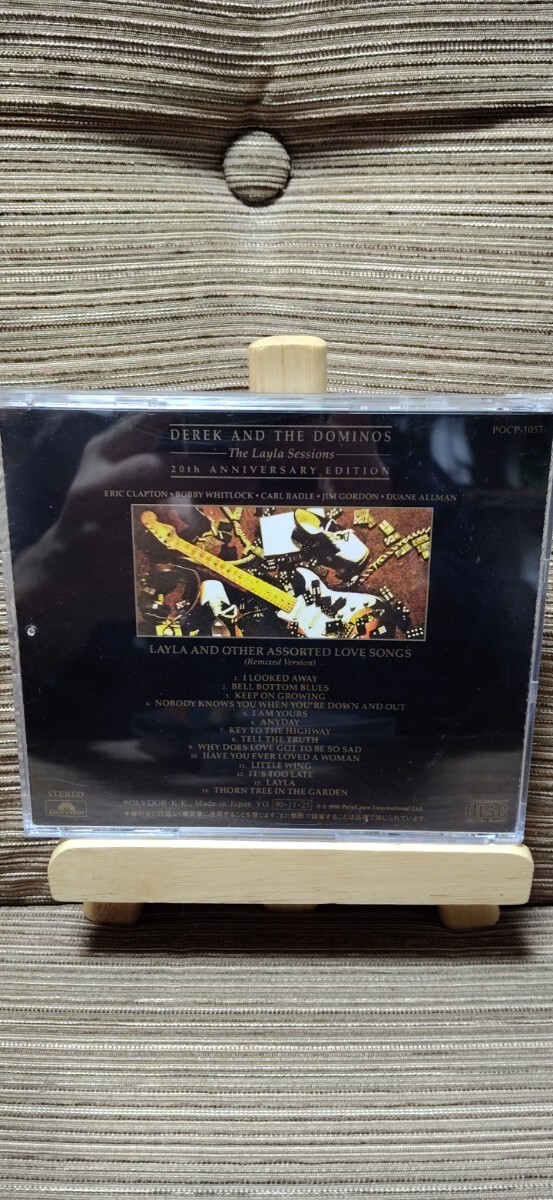 DEREK AND THE DOMINOS
The Layla Sessions
20th ANNIVERSARY EDITION
POCP-1057
ERIC CLAPTON • BOBBY WHITLOCK • CARL RADLE • JIM GORDON • DUANE ALLMAN
LAYLA AND OTHER ASSORTED LOVE SONGS
(Remixed Version)
1. I LOOKED AWAY
2. BELL BOTTOM BLUES
3. KEEP ON GROWING
4. NOBODY KNOWS YOU WHEN YOU'RE DOWN AND OUT
5. I AM YOURS
6. ANYDAY
7. KEY TO THE HIGHWAY
8. TELL THE TRUTH
9. WHY DOES LOVE GOT TO BE SO SAD
10. HAVE YOU EVER LOVED A WOMAN
11. LITTLE WING
12. IT'S TOO LATE
13. LAYLA
14. THORN TREE IN THE GARDEN
STEREO
POLYDOR K.K., Made in Japan YO 90-11-25 ℗ © 1990 PolyGram International Ltd.
disc